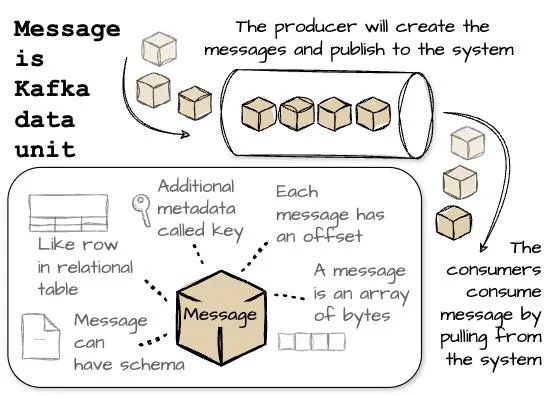 Message
is
Kafka
data
unit
The producer will create the
messages and publish to the system
Additional
metadata
called key
Each
message has
an offset
Like row
in relational
table
A message
is an array
of bytes
Message
Message
can
have schema
The
consumers
consume
message by
pulling from
the system